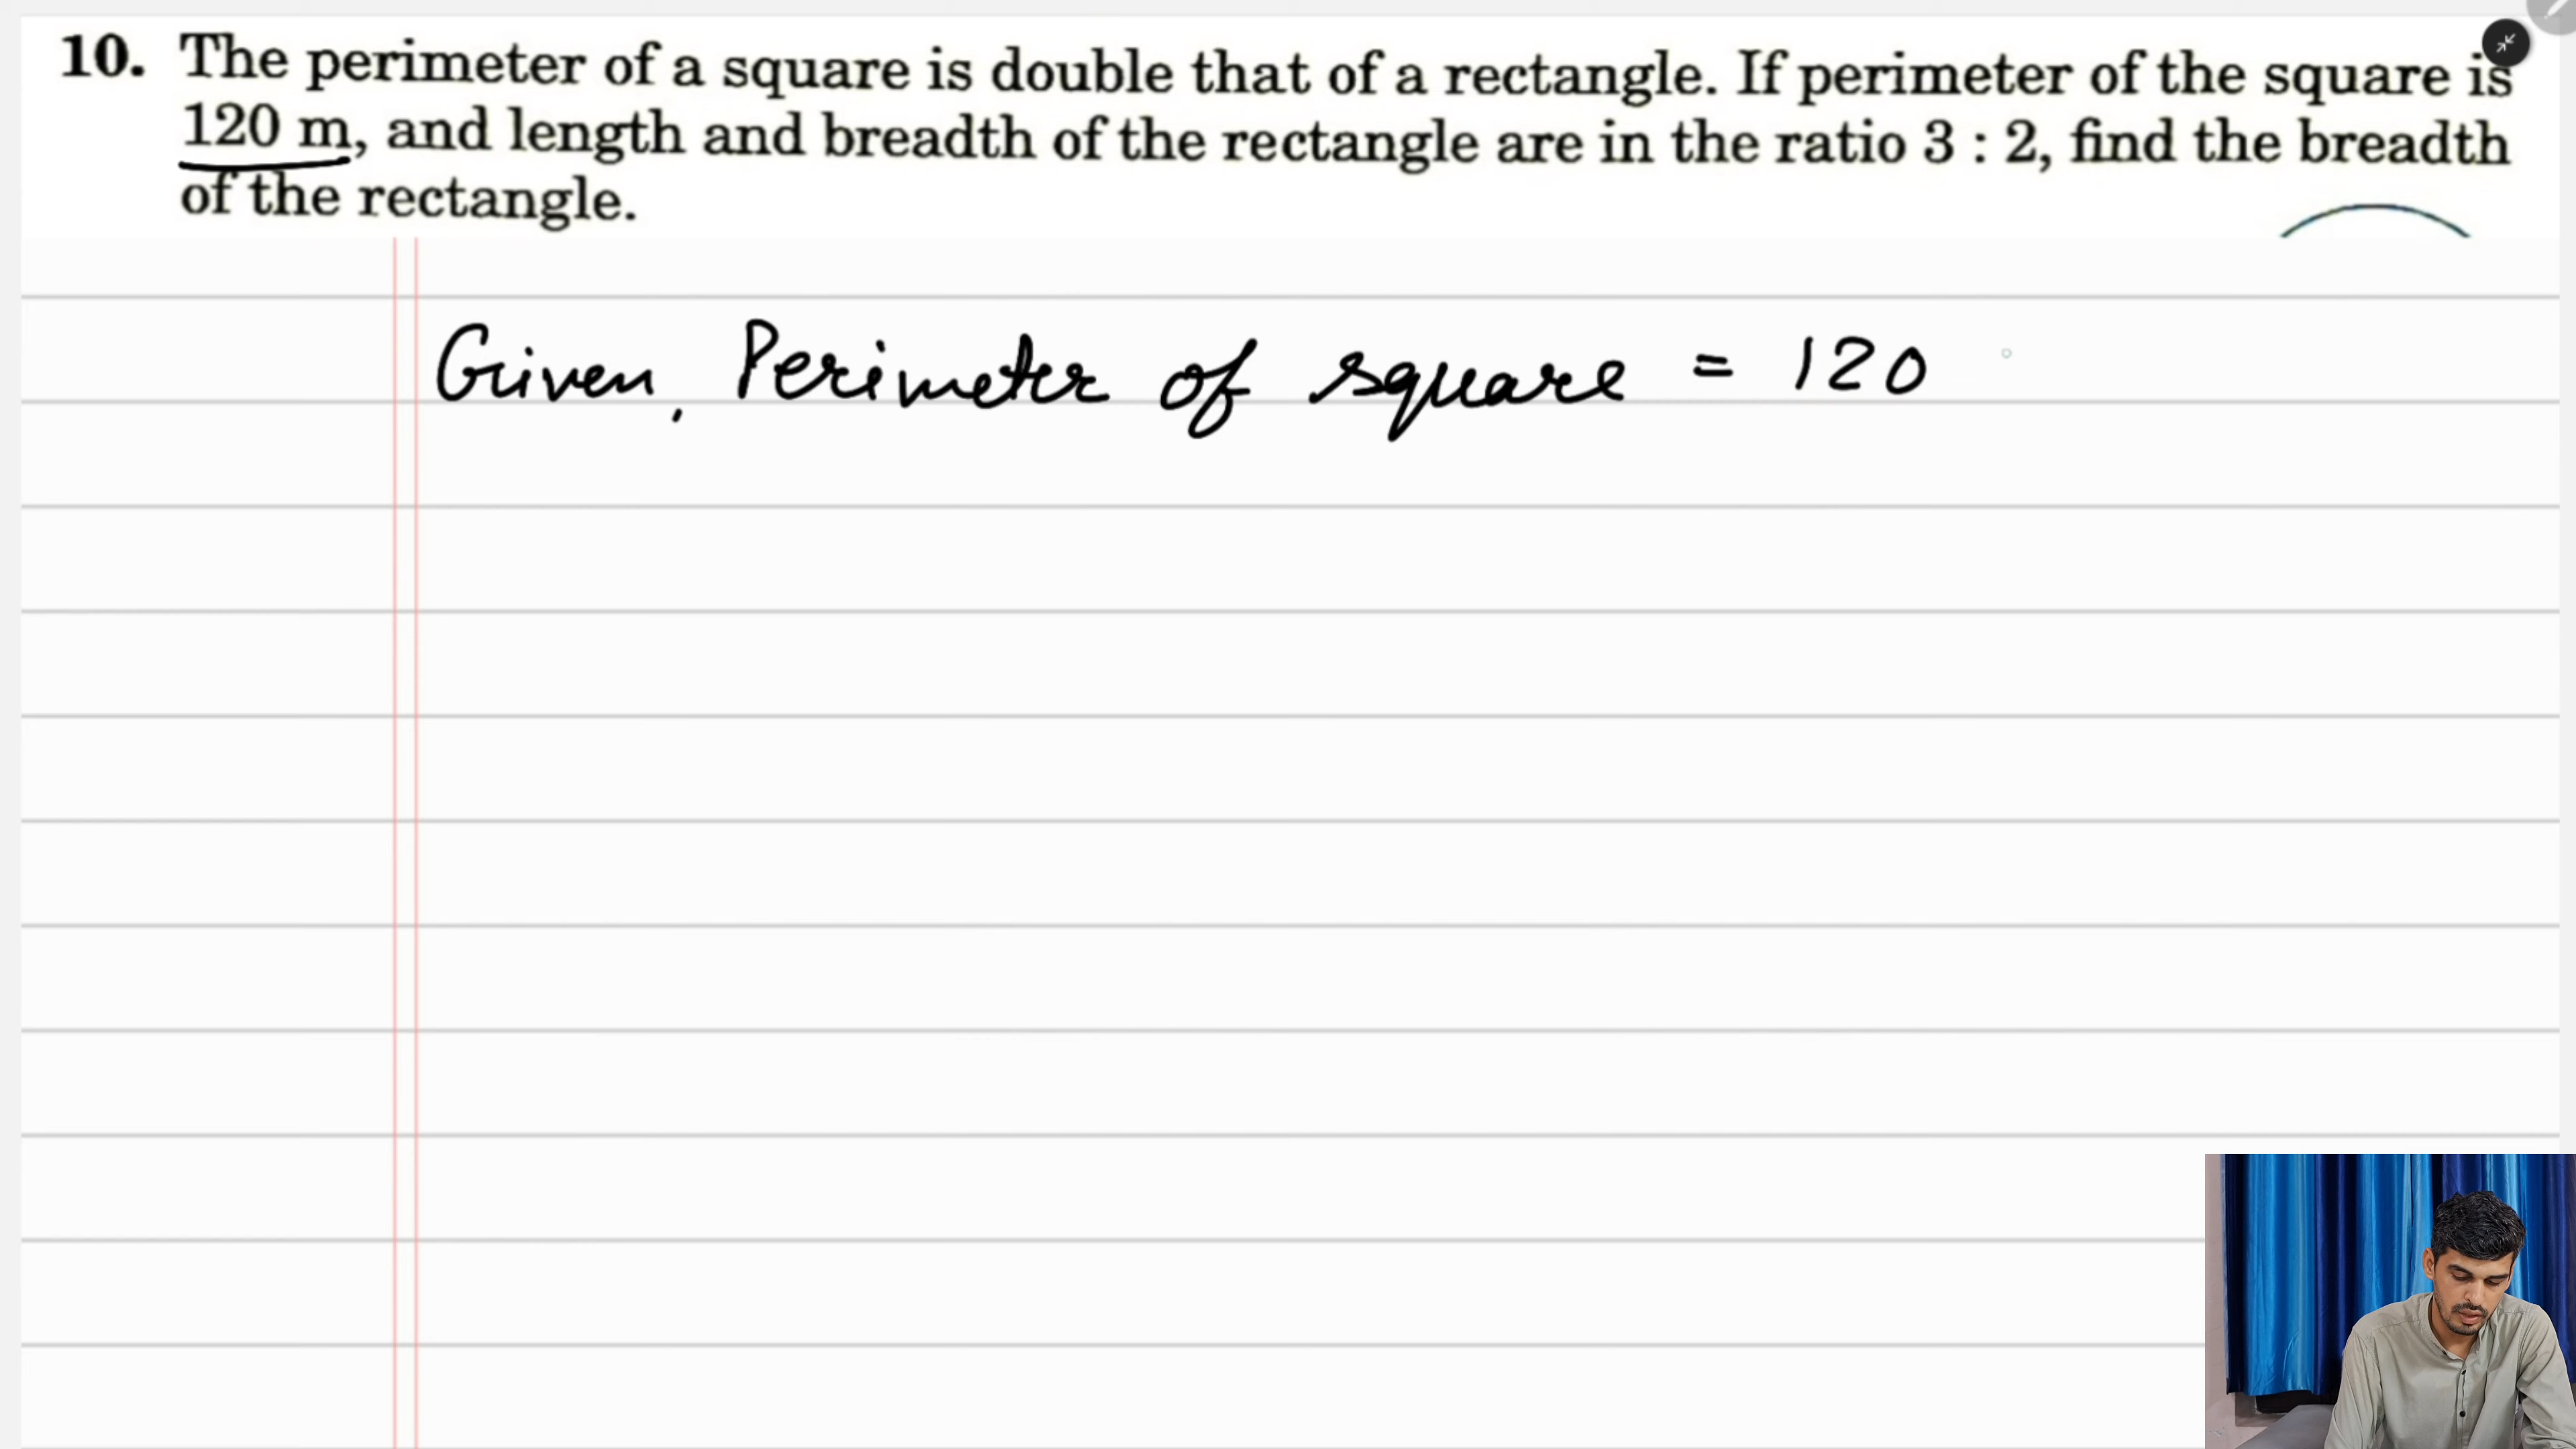 10. The perimeter of a square is double that of a rectangle. If perimeter of the square is
120 m, and length and breadth of the rectangle are in the ratio 3 : 2, find the breadth
of the rectangle.
Given, Perimeter of square = 120